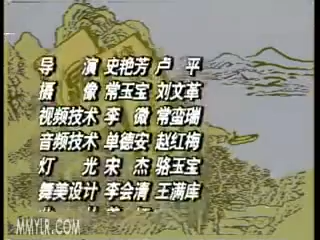 导 演 史艳芳 卢 平
摄 像 常玉宝 刘文革
视频技术 李 微 常蛮瑞
音频技术 单德安 赵红梅
灯 光 宋 杰 骆玉宝
舞美设计 李会清 王满库
MMYLR.COM